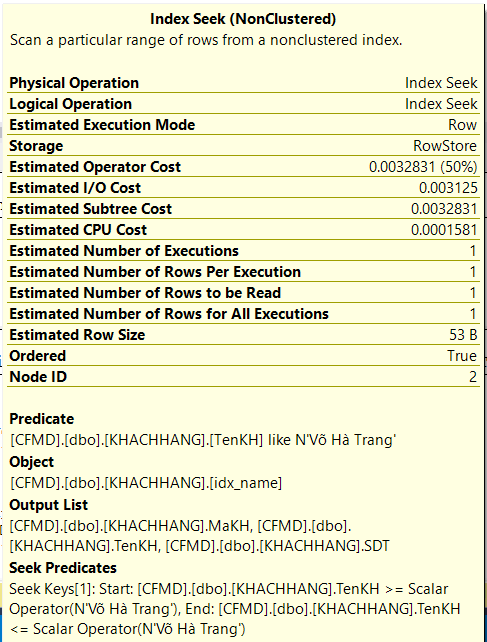 Index Seek (NonClustered)
Scan a particular range of rows from a nonclustered index.
Physical Operation Index Seek
Logical Operation Index Seek
Estimated Execution Mode Row
Storage RowStore
Estimated Operator Cost 0.0032831 (50%)
Estimated I/O Cost 0.003125
Estimated Subtree Cost 0.0032831
Estimated CPU Cost 0.0001581
Estimated Number of Executions 1
Estimated Number of Rows Per Execution 1
Estimated Number of Rows to be Read 1
Estimated Number of Rows for All Executions 1
Estimated Row Size 53 B
Ordered True
Node ID 2
Predicate
[CFMD].[dbo].[KHACHHANG].[TenKH] like N'Võ Hà Trang'
Object
[CFMD].[dbo].[KHACHHANG].[idx_name]
Output List
[CFMD].[dbo].[KHACHHANG].MaKH, [CFMD].[dbo].
[KHACHHANG].TenKH, [CFMD].[dbo].[KHACHHANG].SDT
Seek Predicates
Seek Keys[1]: Start: [CFMD].[dbo].[KHACHHANG].TenKH >= Scalar
Operator(N'Võ Hà Trang'), End: [CFMD].[dbo].[KHACHHANG].TenKH
<= Scalar Operator(N'Võ Hà Trang')